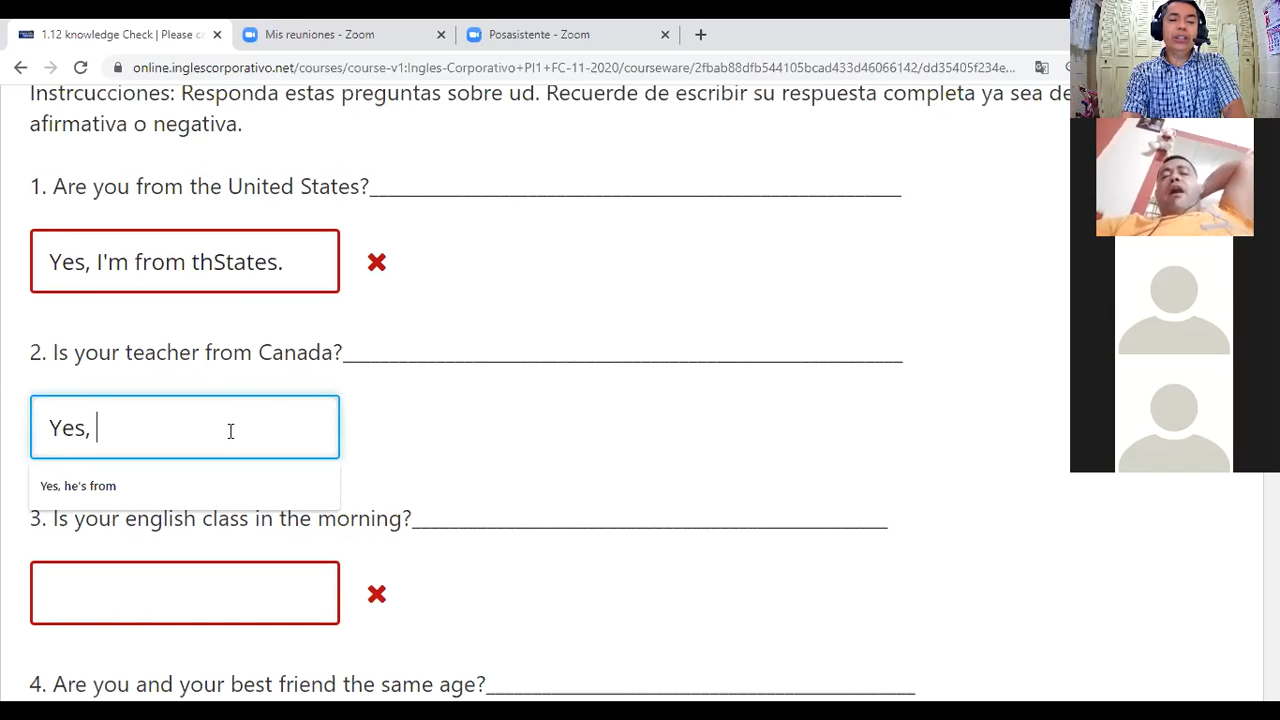 1.12 knowledge Check | Please ca
Mis reuniones - Zoom
Posasistente - Zoom
online.inglescorporativo.net/courses/course-v1:Ingles-Corporativo+PI1+FC-11-2020/courseware/2fbab88dfb544105bcad433d46066142/dd35405f234e...
Instrcucciones: Responda estas preguntas sobre ud. Recuerde de escribir su respuesta completa ya sea de
afirmativa o negativa.
1. Are you from the United States?
Yes, I'm from thStates.
2. Is your teacher from Canada?
Yes,
Yes, he's from
3. Is your english class in the morning?
4. Are you and your best friend the same age?